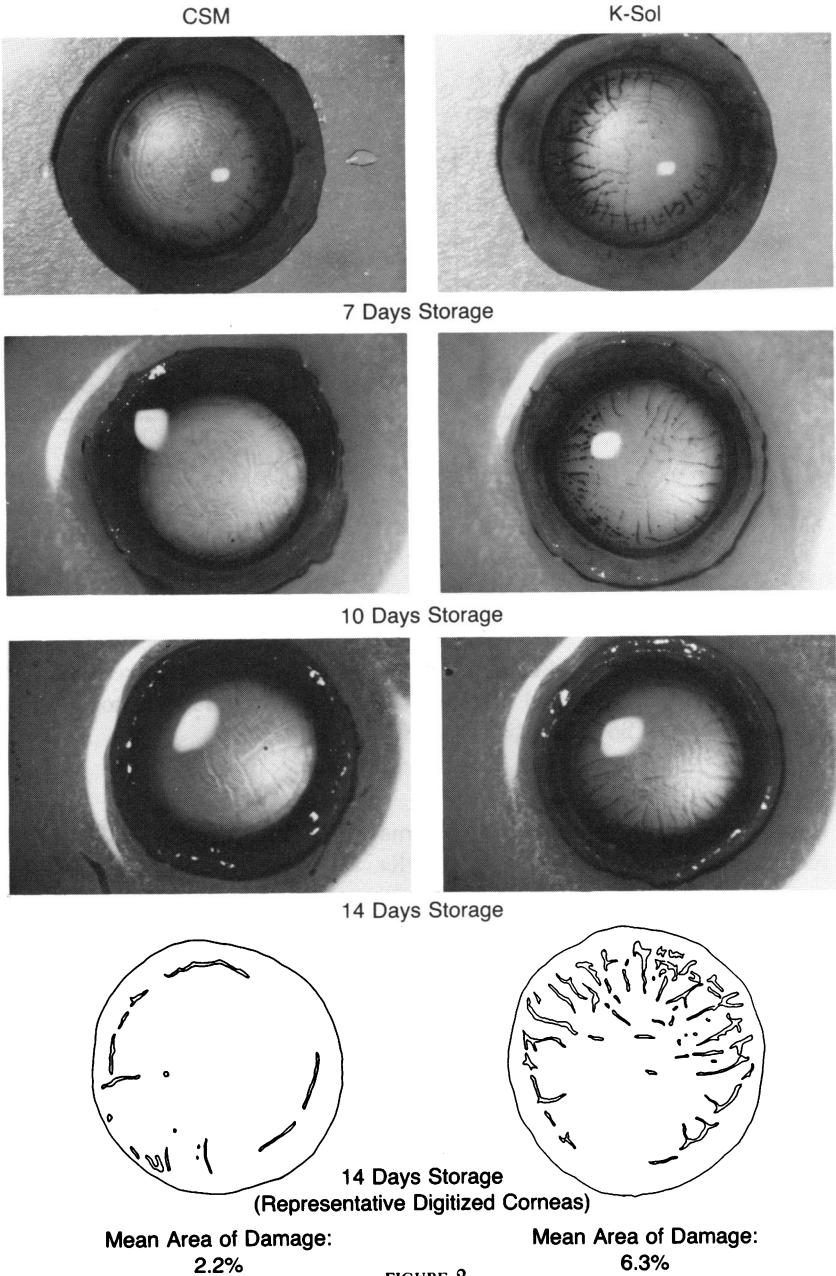 CSM
K-Sol
7 Days Storage
10 Days Storage
14 Days Storage
14 Days Storage
(Representative Digitized Corneas)
Mean Area of Damage:
2.2%
Mean Area of Damage:
6.3%